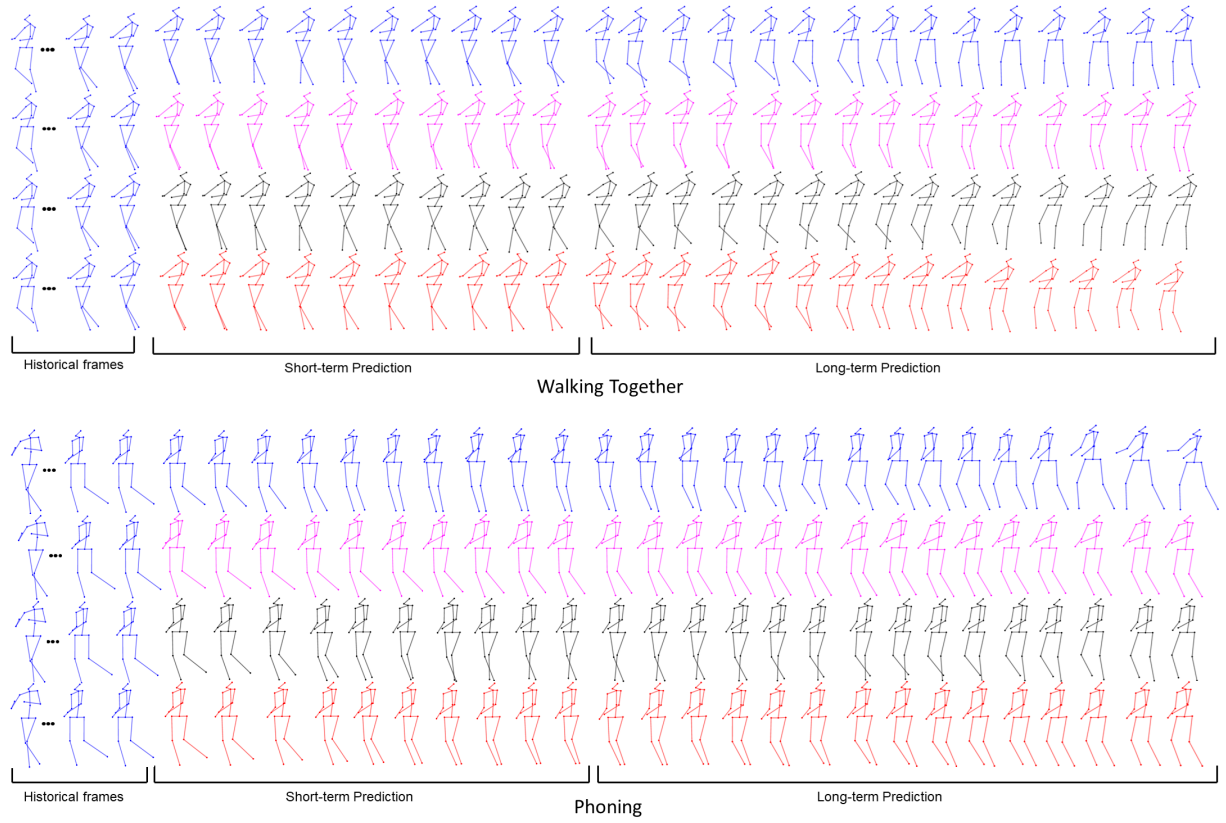 Historical frames
Short-term Prediction
Long-term Prediction
Walking Together
Historical frames
Short-term Prediction
Long-term Prediction
Phoning